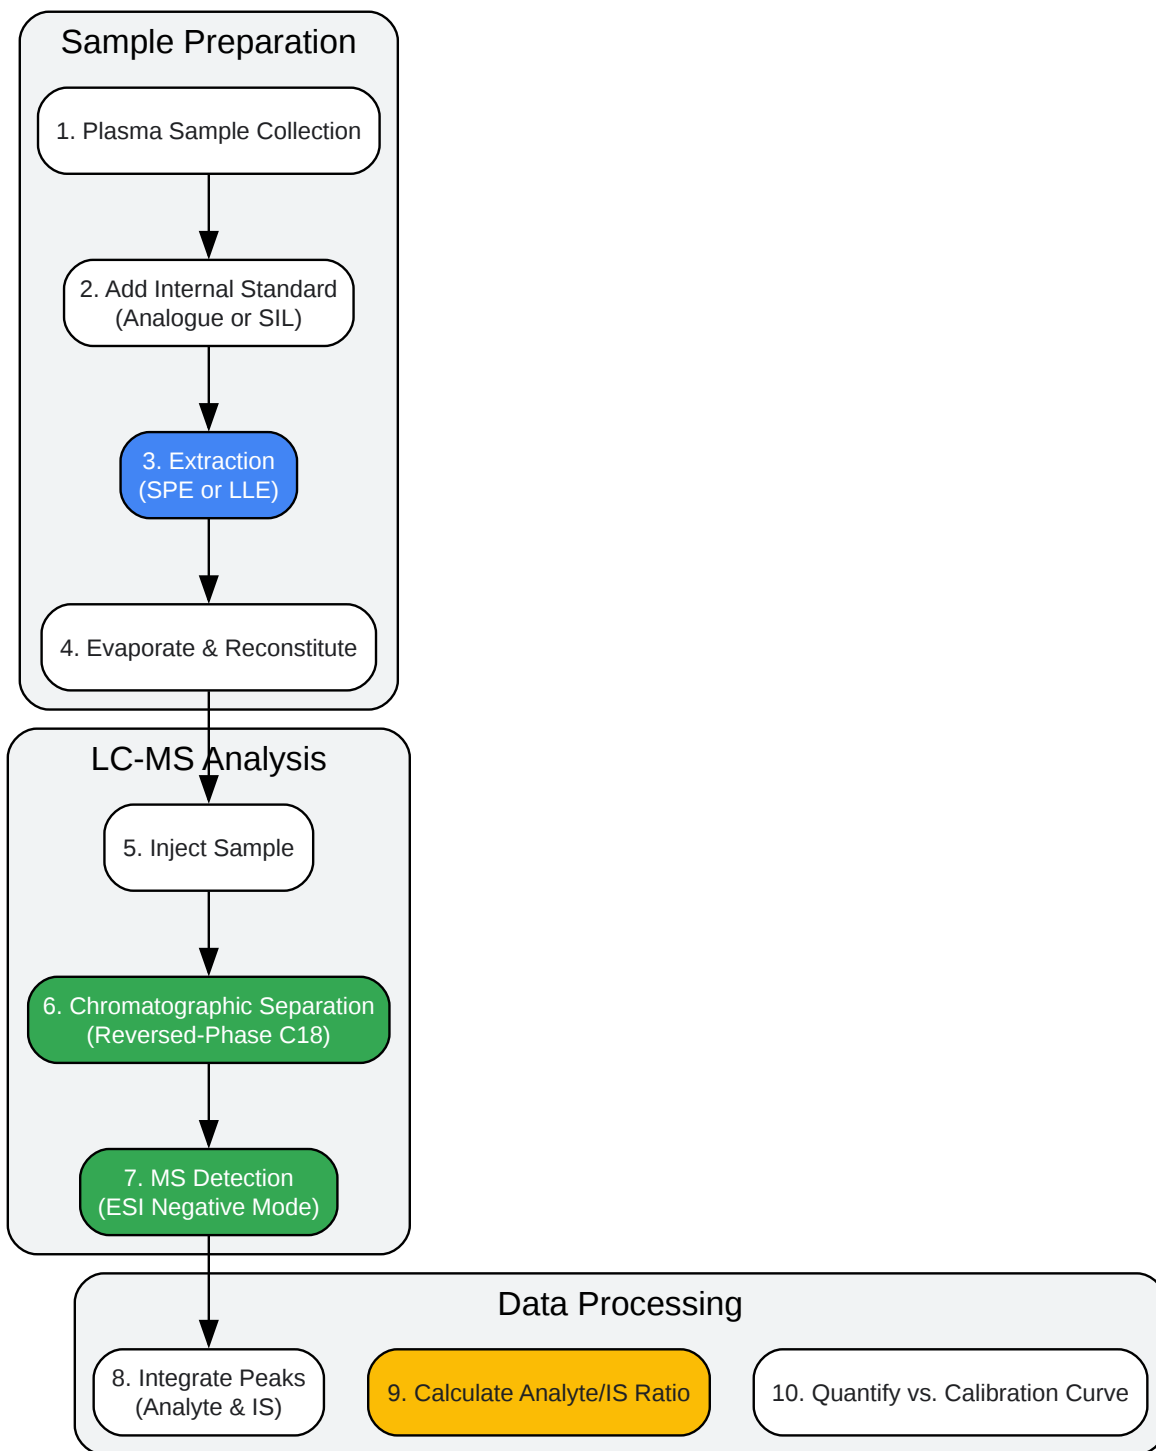 Sample Preparation
1. Plasma Sample Collection
2. Add Internal Standard
(Analogue or SIL)
3. Extraction
(SPE or LLE)
4. Evaporate & Reconstitute
LC-MS Analysis
5. Inject Sample
6. Chromatographic Separation
(Reversed-Phase C18)
7. MS Detection
(ESI Negative Mode)
Data Processing
8. Integrate Peaks
(Analyte & IS)
9. Calculate Analyte/IS Ratio
10. Quantify vs. Calibration Curve